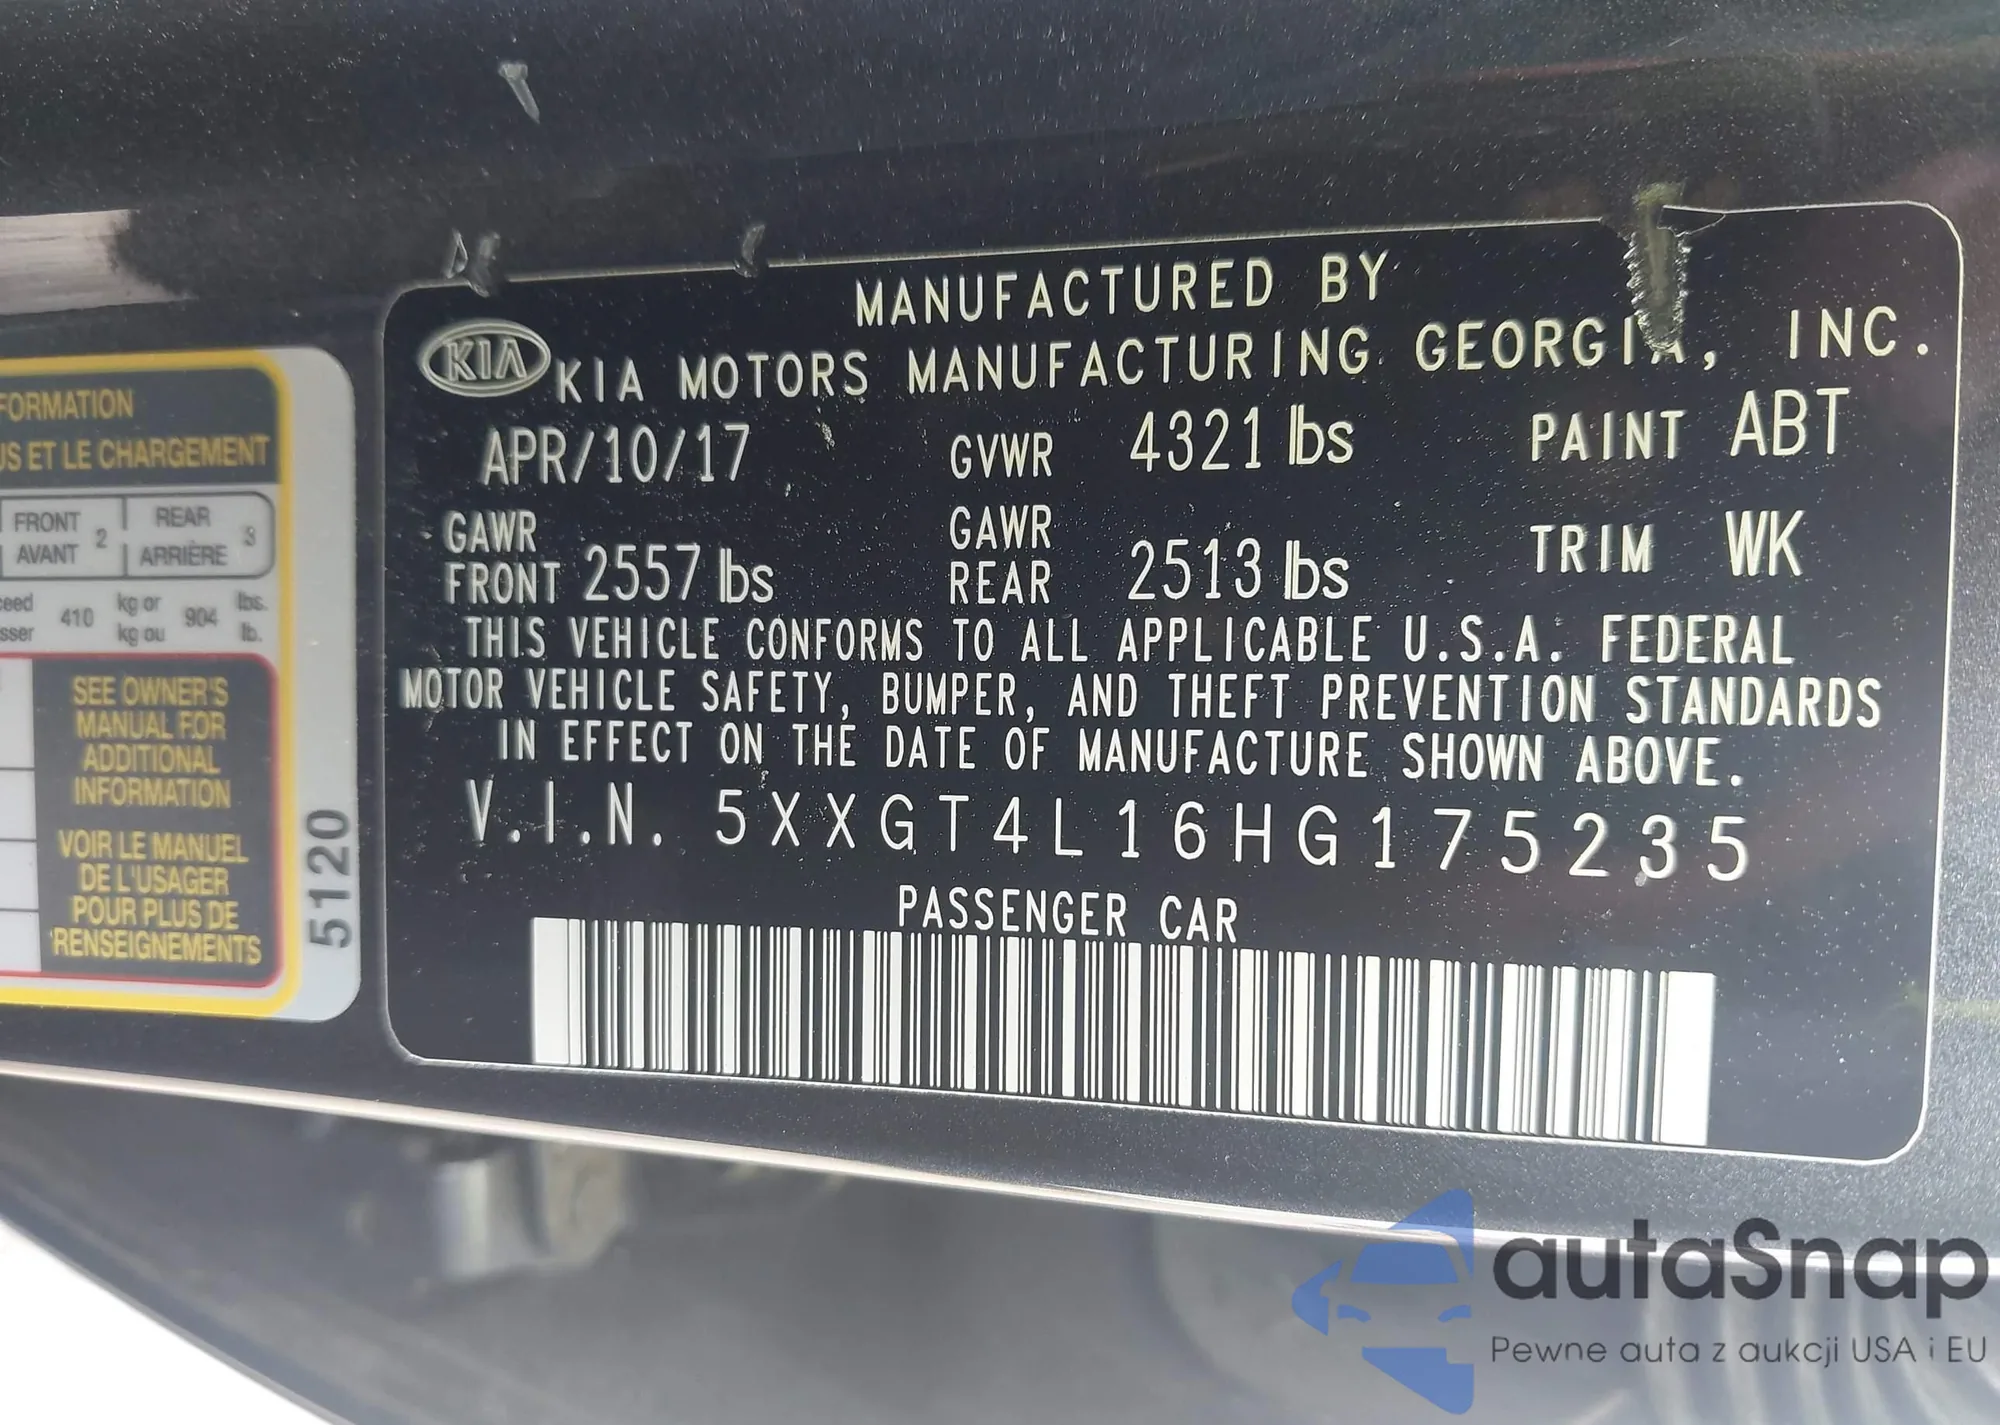 FORMATION
US ET LE CHARGEMENT
FRONT 2 REAR 3
AVANT ARRIÈRE
410 kg or 904 lbs.
kg ou lb.
SEE OWNER'S
MANUAL FOR
ADDITIONAL
INFORMATION
VOIR LE MANUEL
DE L'USAGER
POUR PLUS DE
RENSEIGNEMENTS
5120
MANUFACTURED BY
KIA KIA MOTORS MANUFACTURING GEORGIA, INC.
APR/10/17 GVWR 4321 lbs PAINT ABT
GAWR GAWR
FRONT 2557 lbs REAR 2513 lbs TRIM WK
THIS VEHICLE CONFORMS TO ALL APPLICABLE U.S.A. FEDERAL
MOTOR VEHICLE SAFETY, BUMPER, AND THEFT PREVENTION STANDARDS
IN EFFECT ON THE DATE OF MANUFACTURE SHOWN ABOVE.
V.I.N. 5XXGT4L16HG175235
PASSENGER CAR
autaSnap
Pewne auta z aukcji USA i EU